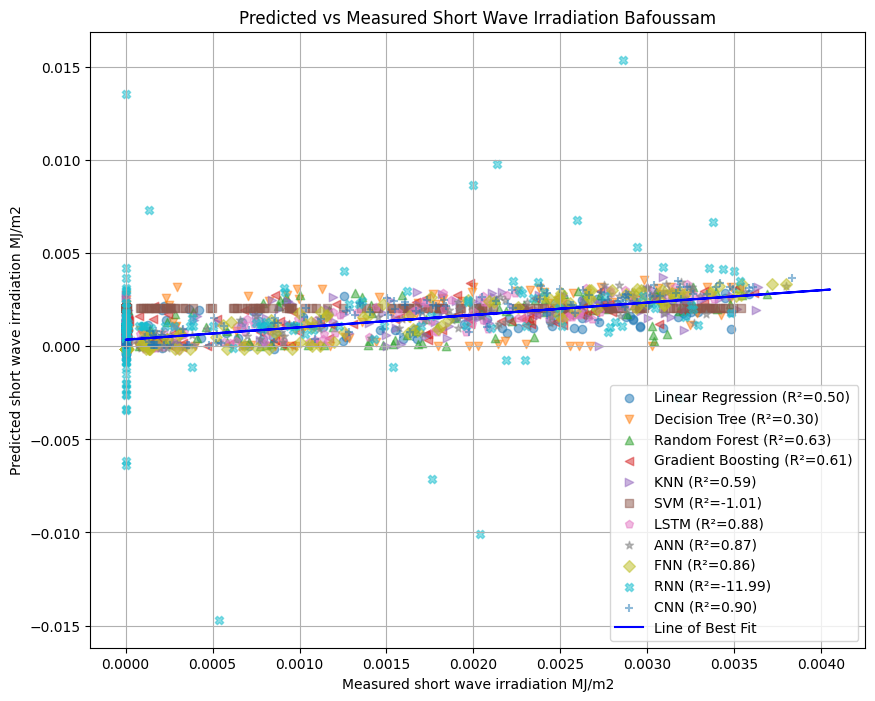 Predicted vs Measured Short Wave Irradiation Bafoussam
Predicted short wave irradiation MJ/m2
0.015
0.010
0.005
0.000
−0.005
−0.010
−0.015
0.0000 0.0005 0.0010 0.0015 0.0020 0.0025 0.0030 0.0035 0.0040
Measured short wave irradiation MJ/m2
Linear Regression (R²=0.50)
Decision Tree (R²=0.30)
Random Forest (R²=0.63)
Gradient Boosting (R²=0.61)
KNN (R²=0.59)
SVM (R²=-1.01)
LSTM (R²=0.88)
ANN (R²=0.87)
FNN (R²=0.86)
RNN (R²=-11.99)
CNN (R²=0.90)
Line of Best Fit